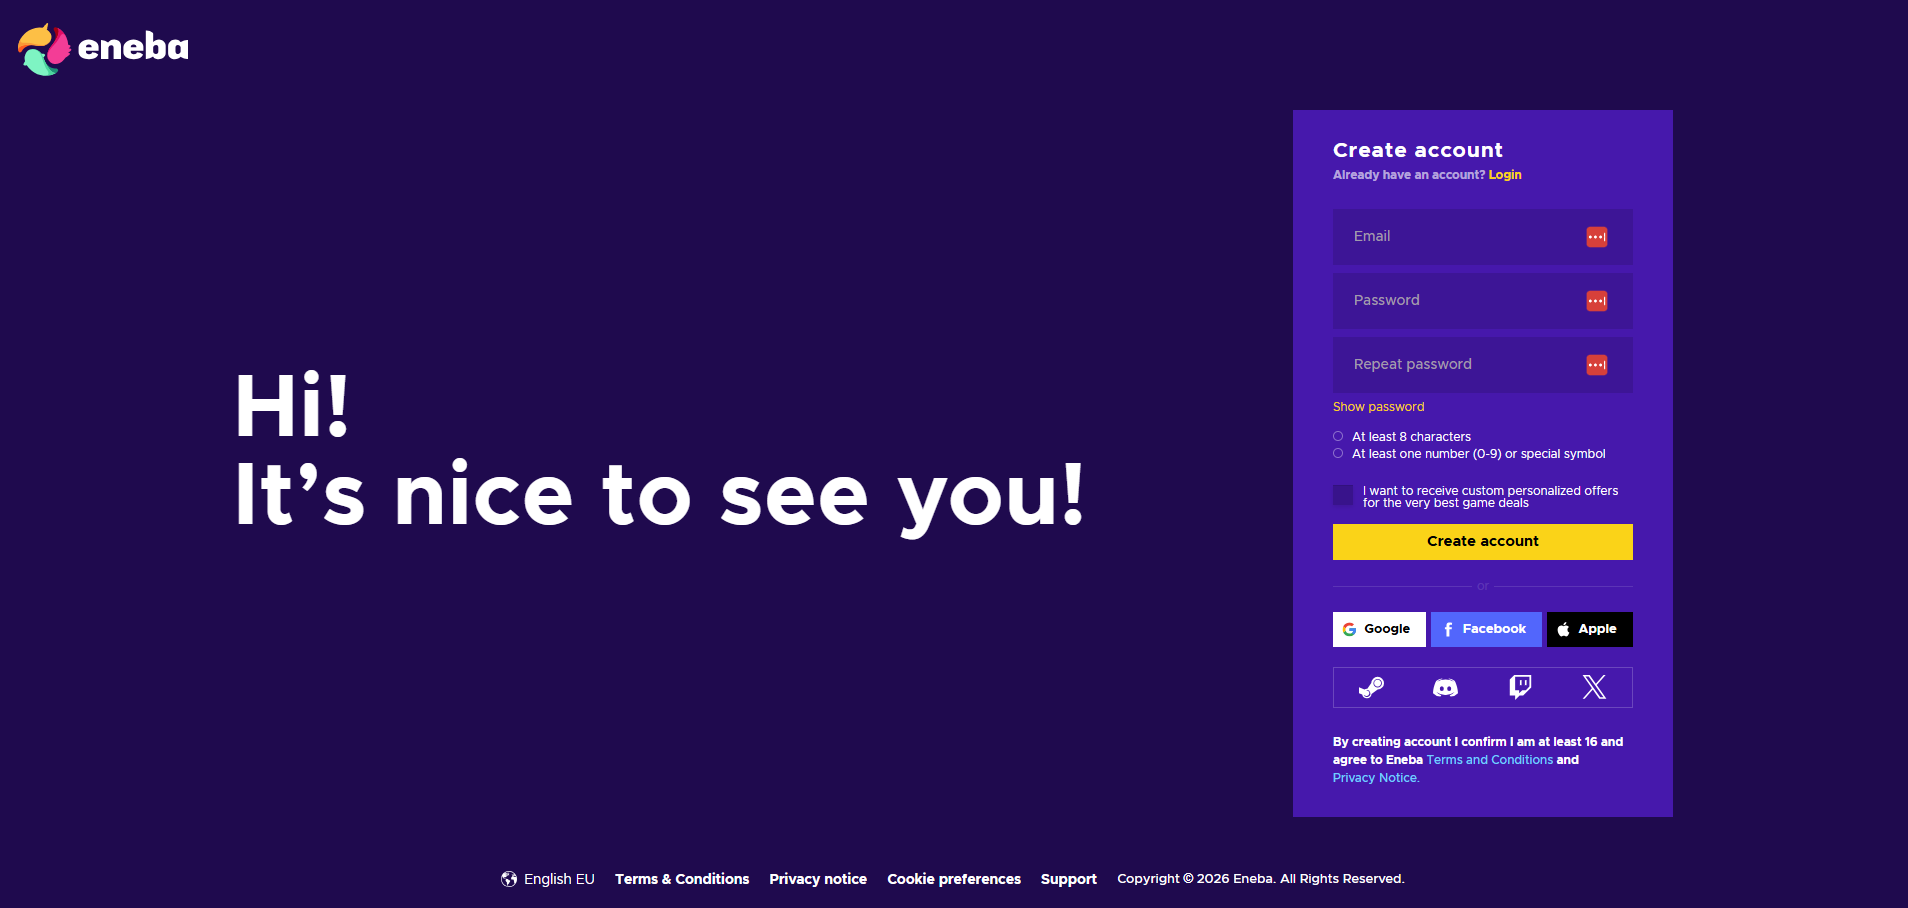 eneba
Create account
Already have an account? Login
Email
Password
Repeat password
Show password
At least 8 characters
At least one number (0-9) or special symbol
I want to receive custom personalized offers
for the very best game deals
Create account
or
Google
Facebook
Apple
By creating account I confirm I am at least 16 and
agree to Eneba Terms and Conditions and
Privacy Notice.
Hi!
It’s nice to see you!
English EU
Terms & Conditions
Privacy notice
Cookie preferences
Support
Copyright © 2026 Eneba. All Rights Reserved.